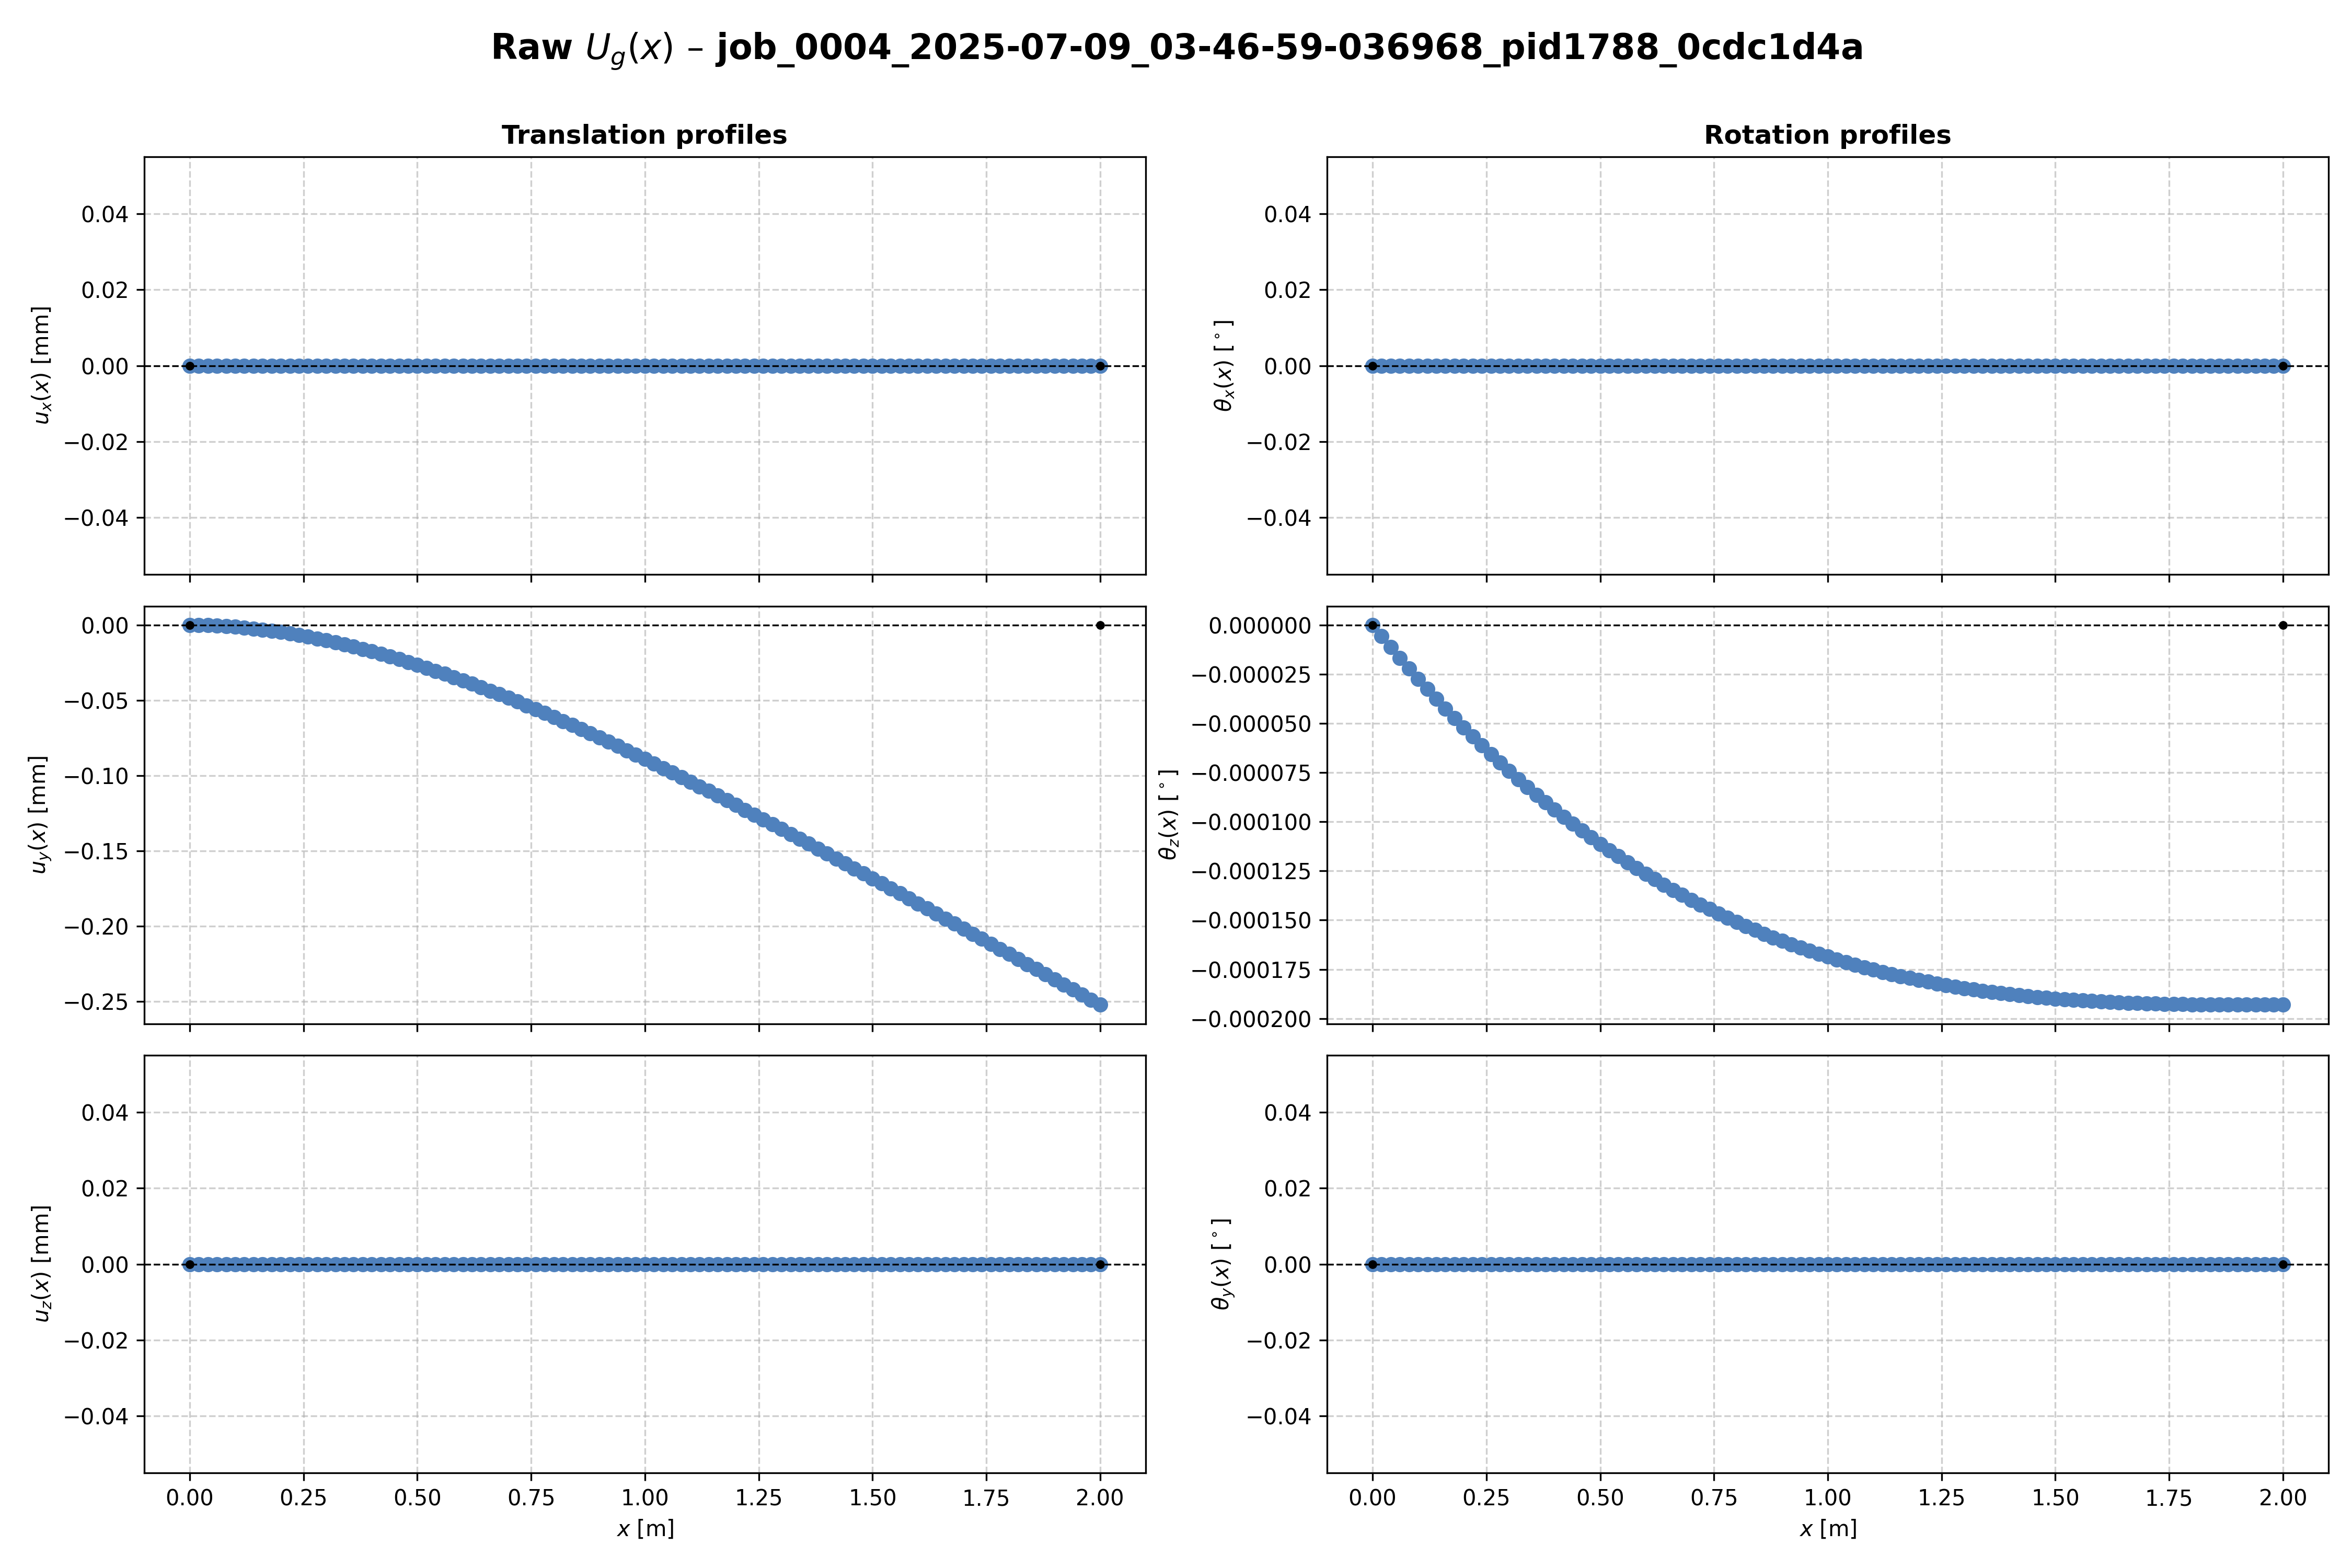 Raw U_g(x) – job_0004_2025-07-09_03-46-59-036968_pid1788_0cdc1d4a
Translation profiles
Rotation profiles
u_x(x) [mm]
0.04
0.02
0.00
−0.02
−0.04
θ_x(x) [°]
0.04
0.02
0.00
−0.02
−0.04
u_y(x) [mm]
0.00
−0.05
−0.10
−0.15
−0.20
−0.25
θ_z(x) [°]
0.000000
−0.000025
−0.000050
−0.000075
−0.000100
−0.000125
−0.000150
−0.000175
−0.000200
u_z(x) [mm]
0.04
0.02
0.00
−0.02
−0.04
0.00 0.25 0.50 0.75 1.00 1.25 1.50 1.75 2.00
x [m]
θ_y(x) [°]
0.04
0.02
0.00
−0.02
−0.04
0.00 0.25 0.50 0.75 1.00 1.25 1.50 1.75 2.00
x [m]